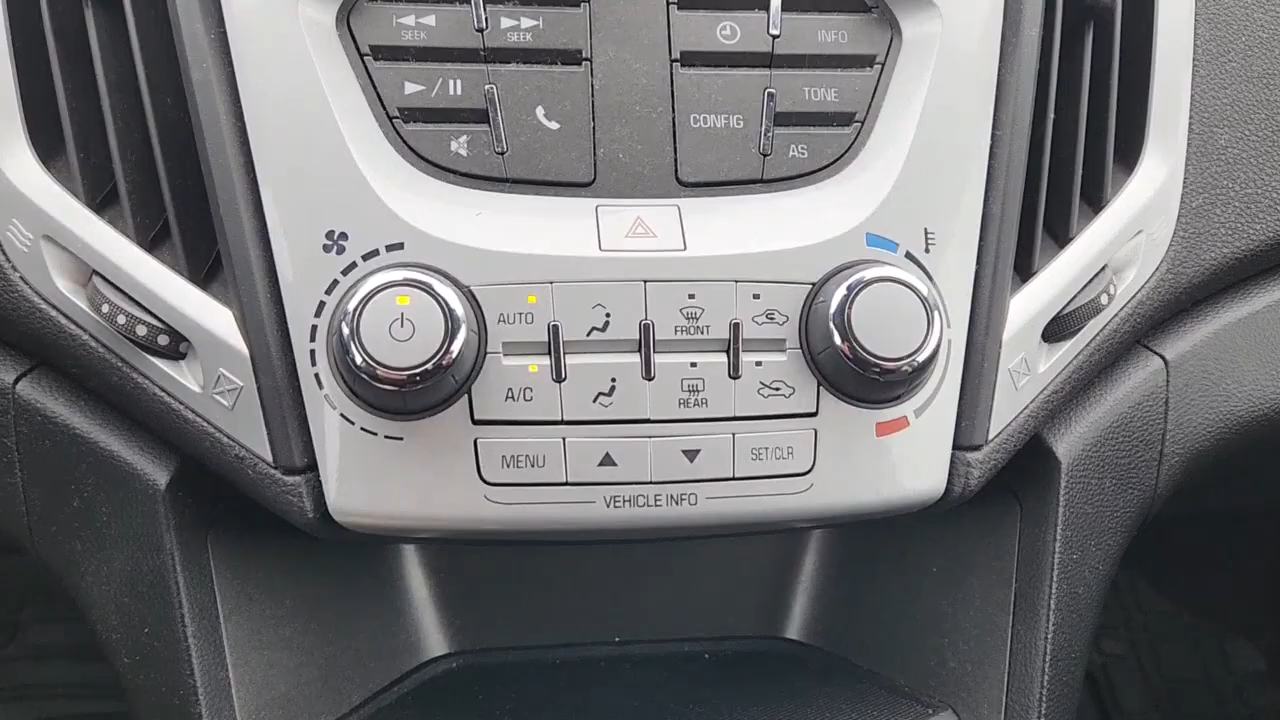 SEEK
SEEK
INFO
TONE
CONFIG
AS
AUTO
FRONT
A/C
REAR
MENU
SET/CLR
VEHICLE INFO